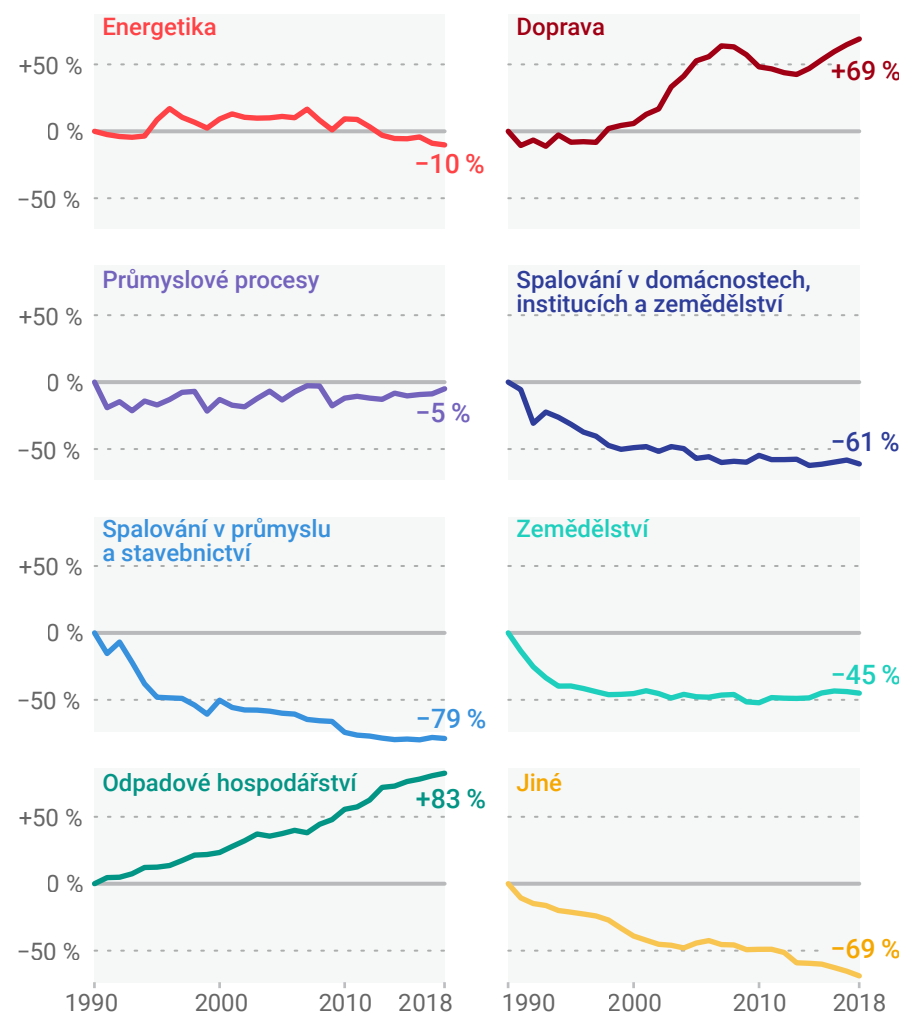 Energetika
+50 %
0 %
−50 %
−10 %
Doprava
+69 %
Průmyslové procesy
+50 %
0 %
−50 %
−5 %
Spalování v domácnostech,
institucích a zemědělství
−61 %
Spalování v průmyslu
a stavebnictví
+50 %
0 %
−50 %
−79 %
Zemědělství
−45 %
Odpadové hospodářství
+83 %
+50 %
0 %
−50 %
Jiné
−69 %
1990 2000 2010 2018
1990 2000 2010 2018